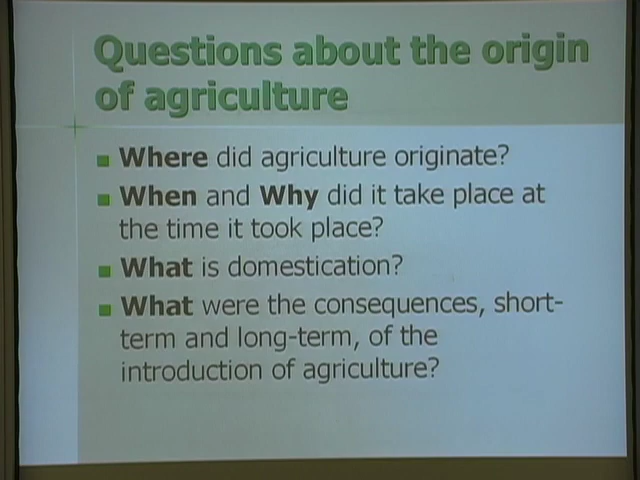 Questions about the origin
of agriculture
Where did agriculture originate?
When and Why did it take place at
the time it took place?
What is domestication?
What were the consequences, short-
term and long-term, of the
introduction of agriculture?